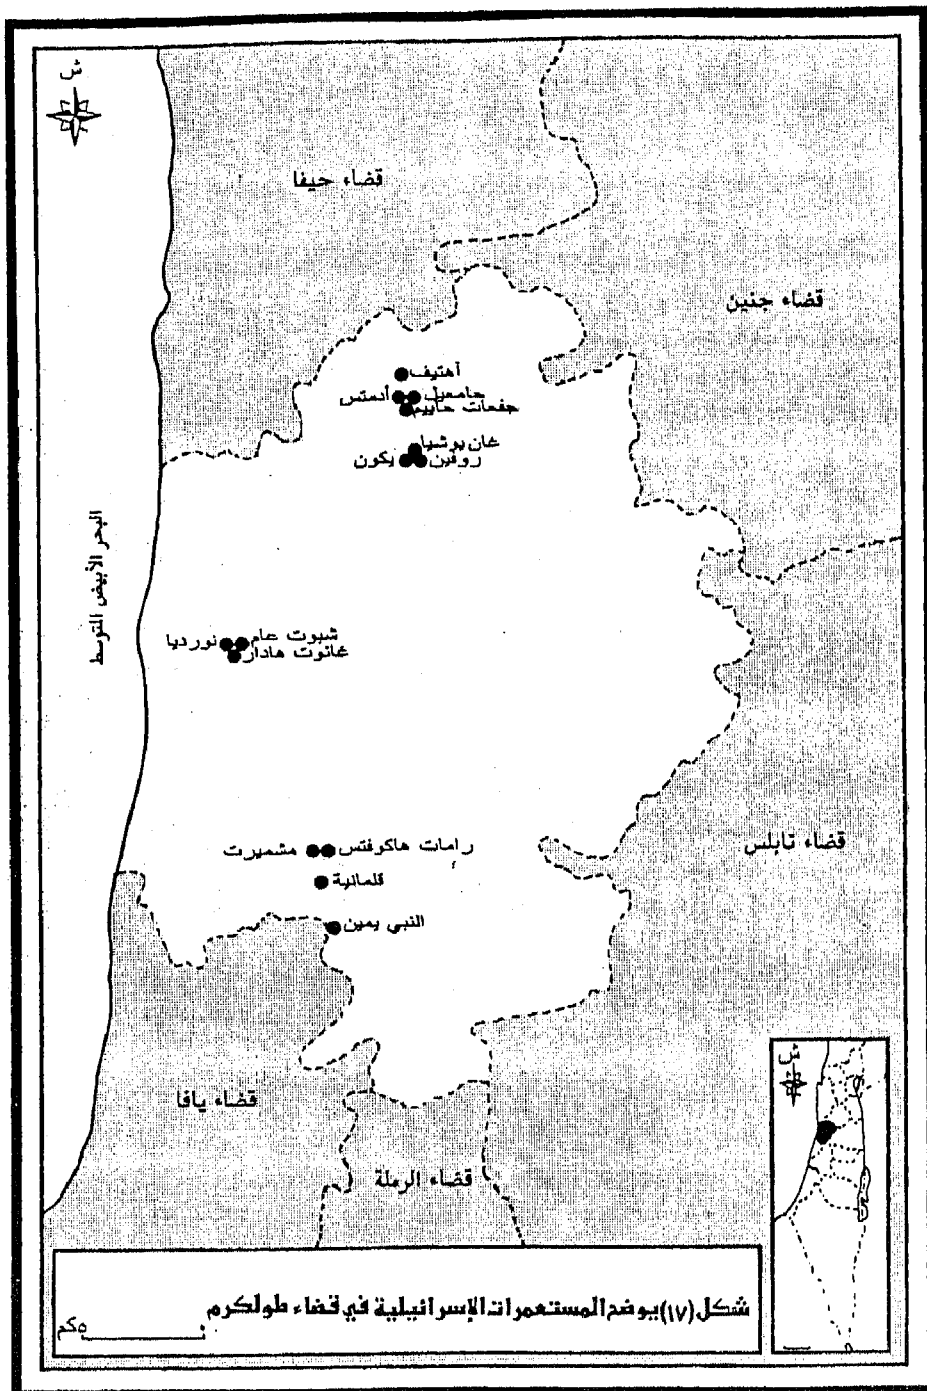 ش
قضاء حيفا
قضاء جنين
أهتيف
جامعيل
أدمتس
جفعات حاييم
غان يوشيا
روفين
يكون
البحر الأبيض المتوسط
شبوت عام
نورديا
غانوت هادار
رامات هاكوفتس
مشميرت
قلمانية
النبي يمين
قضاء نابلس
قضاء يافا
قضاء الرملة
ش
شكل (١٧) يوضح المستعمرات الإسرائيلية في قضاء طولكرم
٥كم